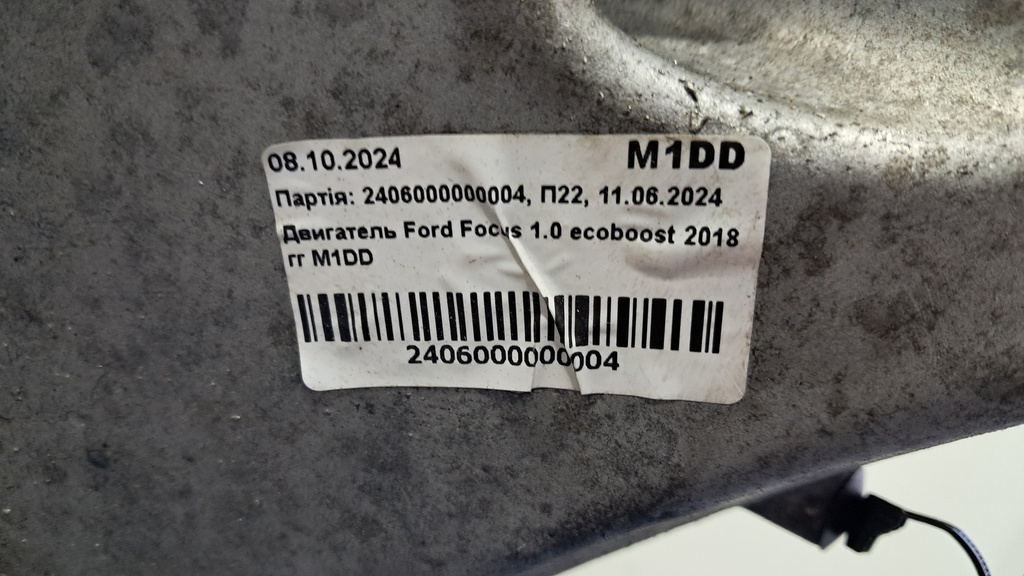 08.10.2024 M1DD
Партія: 2406000000004, П22, 11.06.2024
Двигатель Ford Focus 1.0 ecoboost 2018
гг M1DD
2406000000004